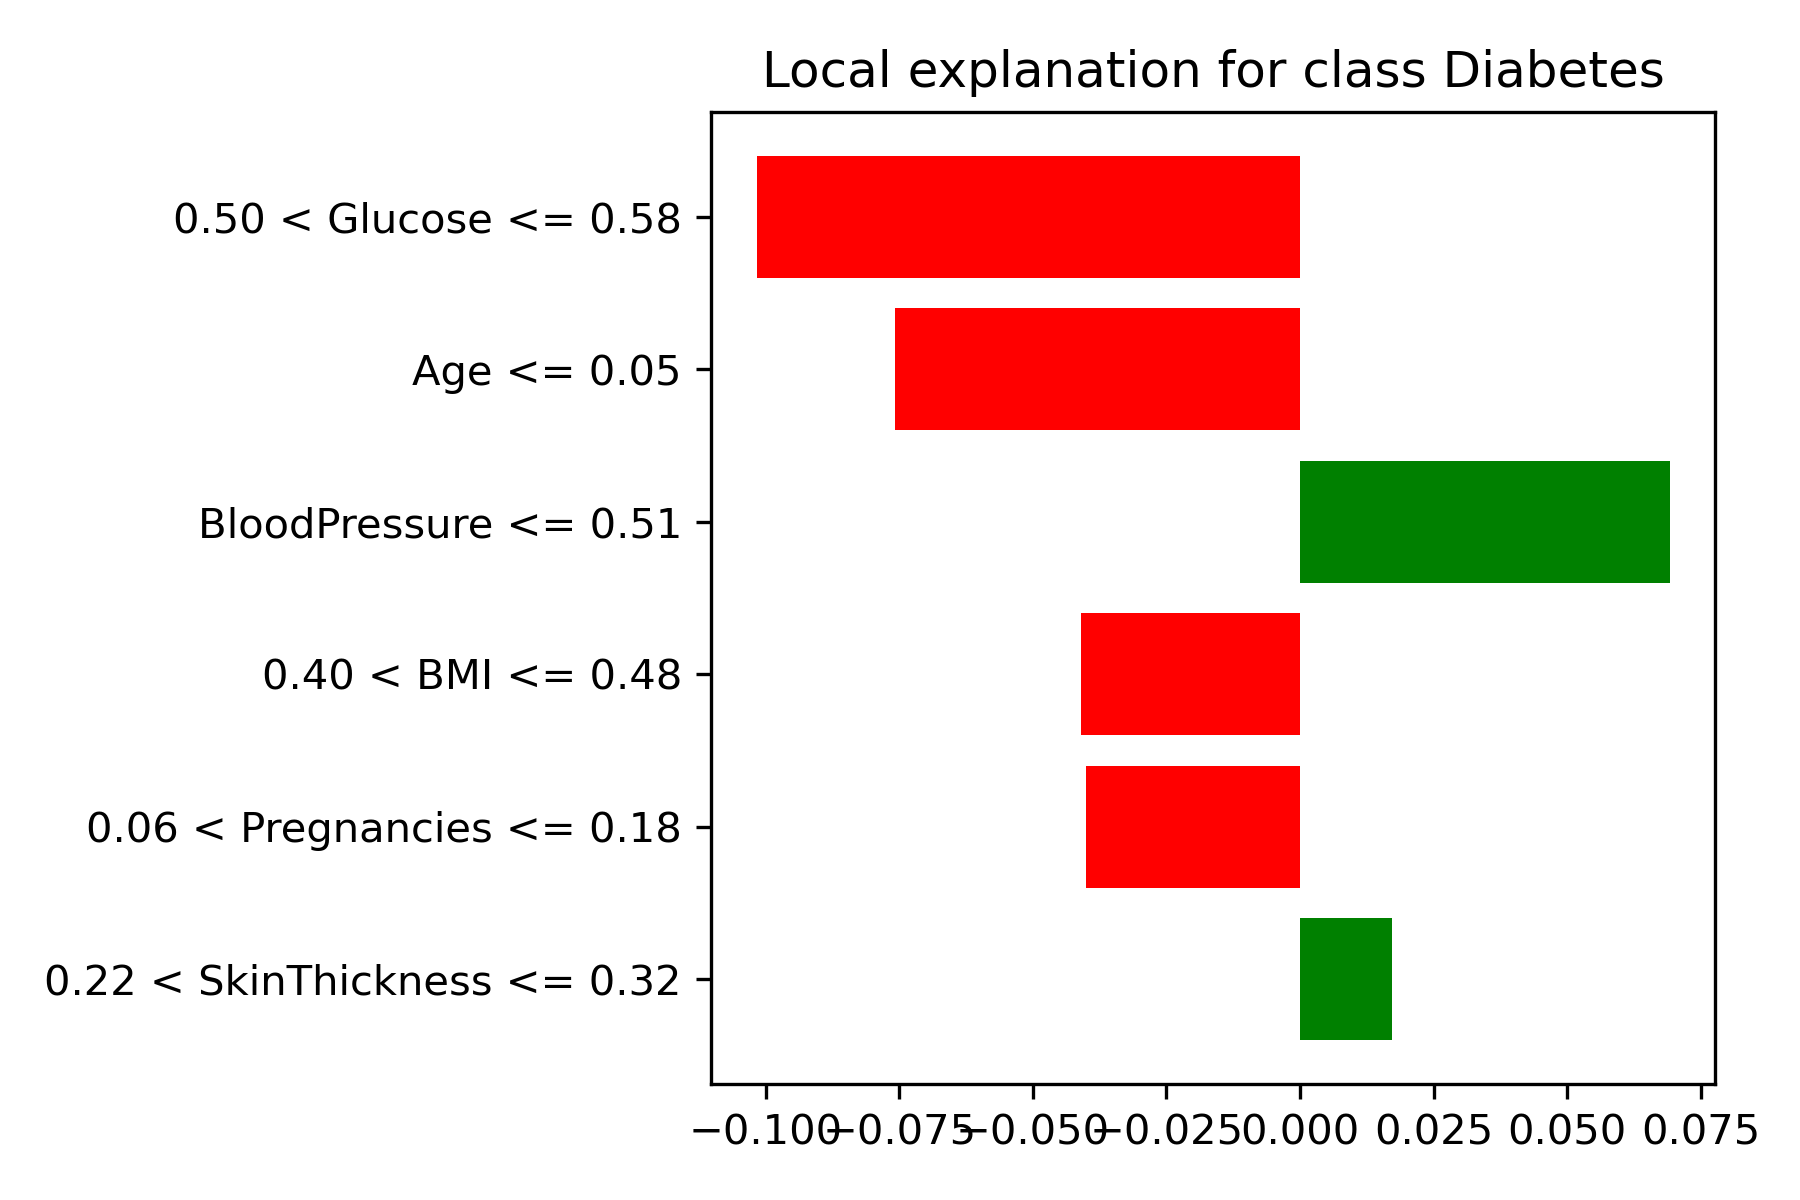 Local explanation for class Diabetes
0.50 < Glucose <= 0.58
Age <= 0.05
BloodPressure <= 0.51
0.40 < BMI <= 0.48
0.06 < Pregnancies <= 0.18
0.22 < SkinThickness <= 0.32
−0.100 −0.075 −0.050 −0.025 0.000 0.025 0.050 0.075